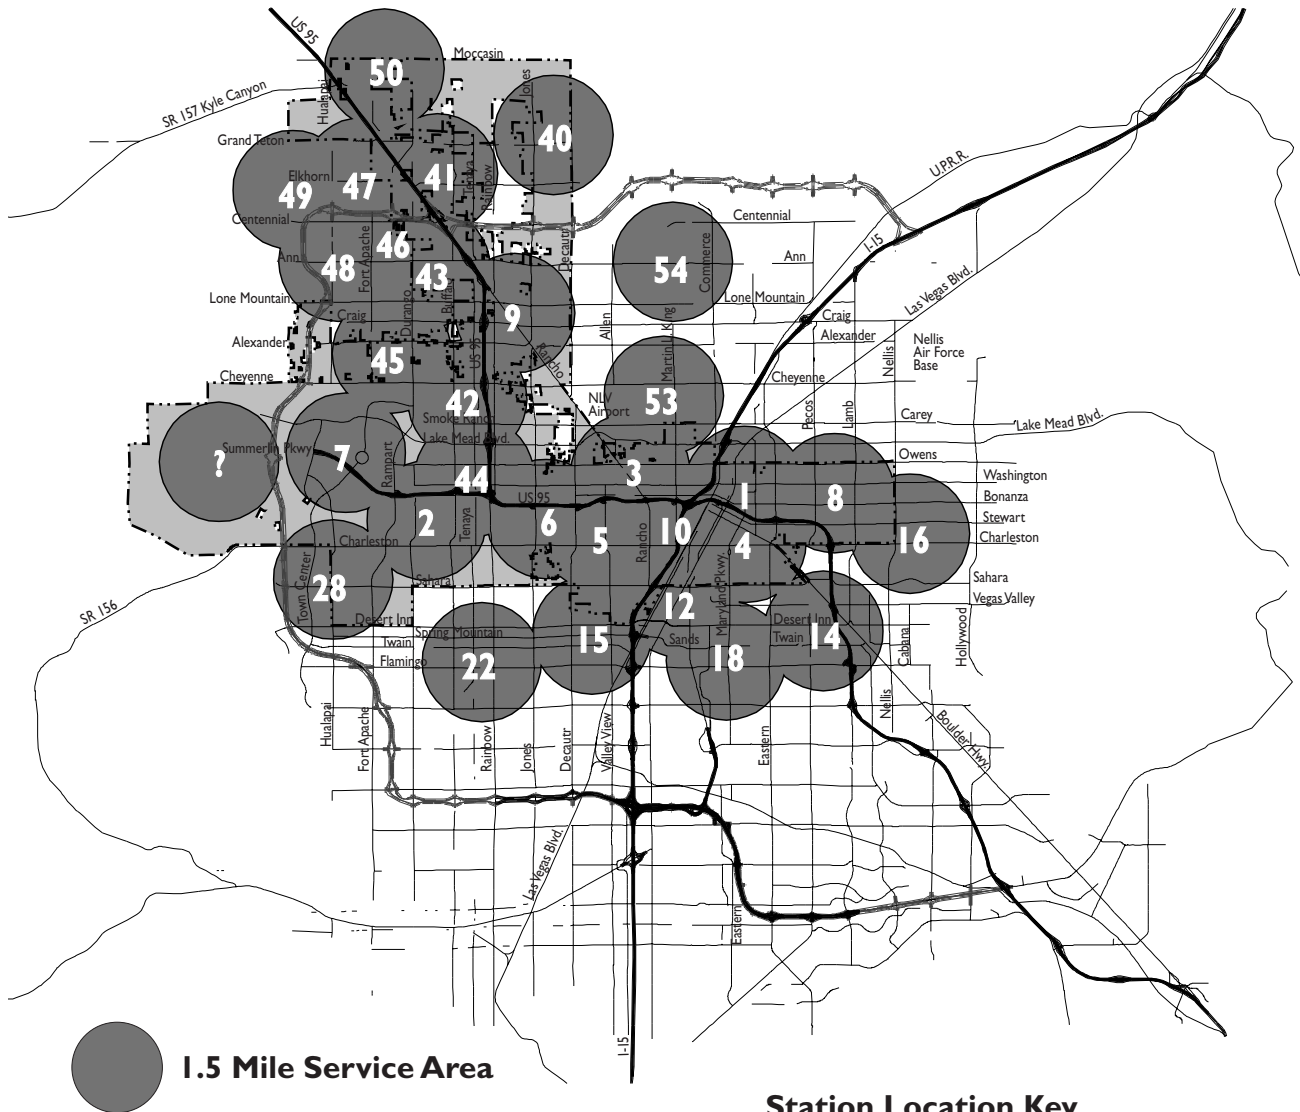 US 95
Moccasin
50
Jones
Hualapai
SR 157 Kyle Canyon
Grand Teton
40
U.P.R.R.
Elkhorn
47
41
Tenaya
Rainbow
49
Centennial
Centennial
46
Fort Apache
Decautr
Commerce
I-15
Ann
48
43
54
Ann
Las Vegas Blvd.
Lone Mountain
Durango
Buffalo
Lone Mountain
Craig
9
Allen
Martin L. King
Craig
Alexander
Alexander
45
US 95
Rancho
Nellis
Nellis
Air Force
Base
Cheyenne
Cheyenne
42
NLV
Airport
53
Pecos
Lamb
Carey
Lake Mead Blvd.
Smoke Ranch
Lake Mead Blvd.
Summerlin Pkwy
?
7
Rampart
Owens
44
3
Washington
US 95
1
8
Bonanza
2
Tenaya
6
5
Rancho
10
Stewart
Charleston
4
16
Charleston
28
Town Center
Sahara
Maryland Pkwy.
Sahara
12
Vegas Valley
SR 156
Desert Inn
Spring Mountain
15
Sands
Desert Inn
Twain
14
Cabana
Hollywood
Twain
Flamingo
22
18
Hualapai
Fort Apache
Rainbow
Jones
Decautr
Valley View
Eastern
Nellis
Boulder Hwy.
Las Vegas Blvd.
Eastern
I-15
1.5 Mile Service Area
Station Location Key